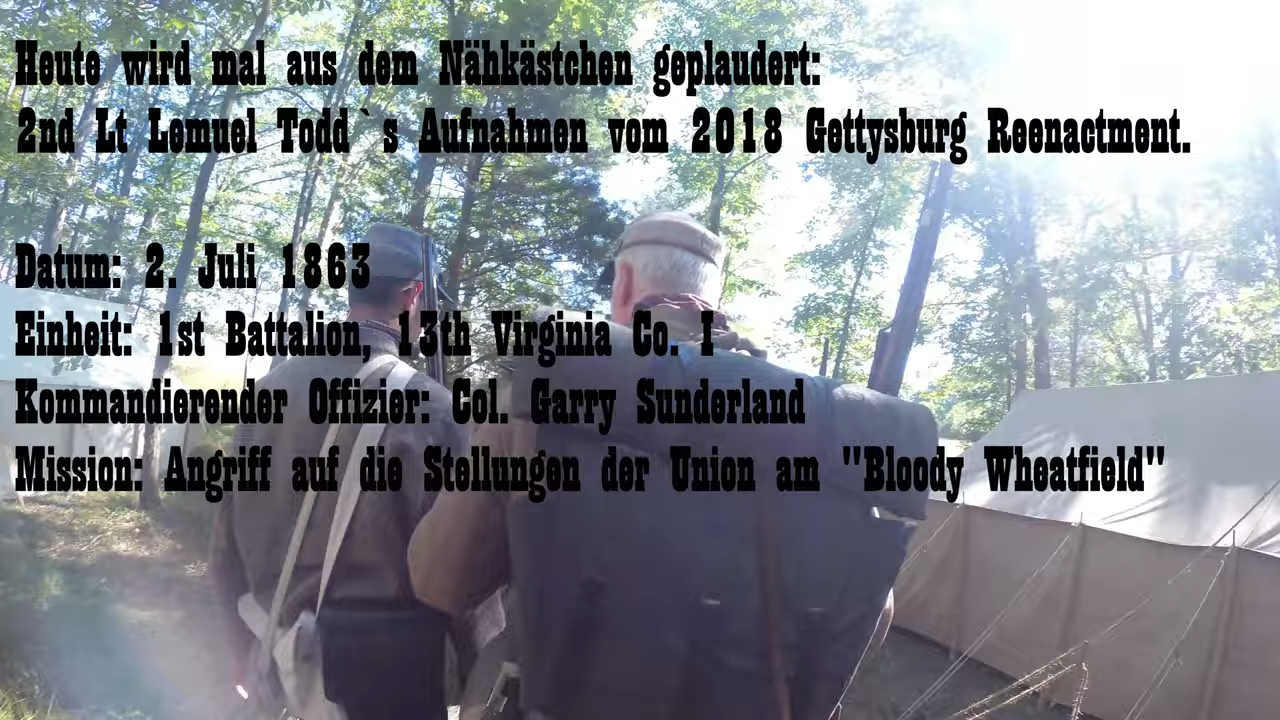 Heute wird mal aus dem Nähkästchen geplaudert:
2nd Lt Lemuel Todd`s Aufnahmen vom 2018 Gettysburg Reenactment.
Datum: 2. Juli 1863
Einheit: 1st Battalion, 13th Virginia Co. I
Kommandierender Offizier: Col. Garry Sunderland
Mission: Angriff auf die Stellungen der Union am "Bloody Wheatfield"